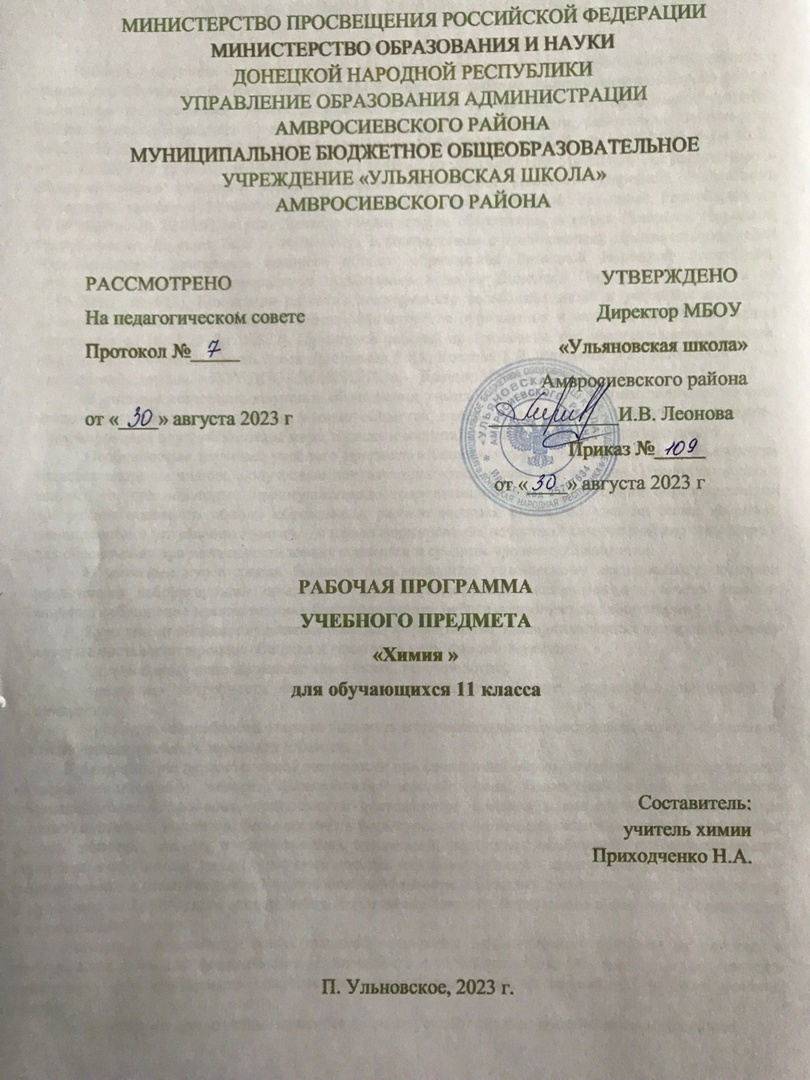 МИНИСТЕРСТВО ПРОСВЕЩЕНИЯ РОССИЙСКОЙ ФЕДЕРАЦИИ
МИНИСТЕРСТВО ОБРАЗОВАНИЯ И НАУКИ
ДОНЕЦКОЙ НАРОДНОЙ РЕСПУБЛИКИ
УПРАВЛЕНИЕ ОБРАЗОВАНИЯ АДМИНИСТРАЦИИ
АМВРОСИЕВСКОГО РАЙОНА
МУНИЦИПАЛЬНОЕ БЮДЖЕТНОЕ ОБЩЕОБРАЗОВАТЕЛЬНОЕ
УЧРЕЖДЕНИЕ «УЛЬЯНОВСКАЯ ШКОЛА»
АМВРОСИЕВСКОГО РАЙОНА
РАССМОТРЕНО
На педагогическом совете
Протокол № 7
от «30» августа 2023 г
УТВЕРЖДЕНО
Директор МБОУ
«Ульяновская школа»
Амвросиевского района
И.В. Леонова
Приказ № 109
от «30» августа 2023 г
РАБОЧАЯ ПРОГРАММА
УЧЕБНОГО ПРЕДМЕТА
«Химия »
для обучающихся 11 класса
Составитель:
учитель химии
Приходченко Н.А.
П. Ульновское, 2023 г.